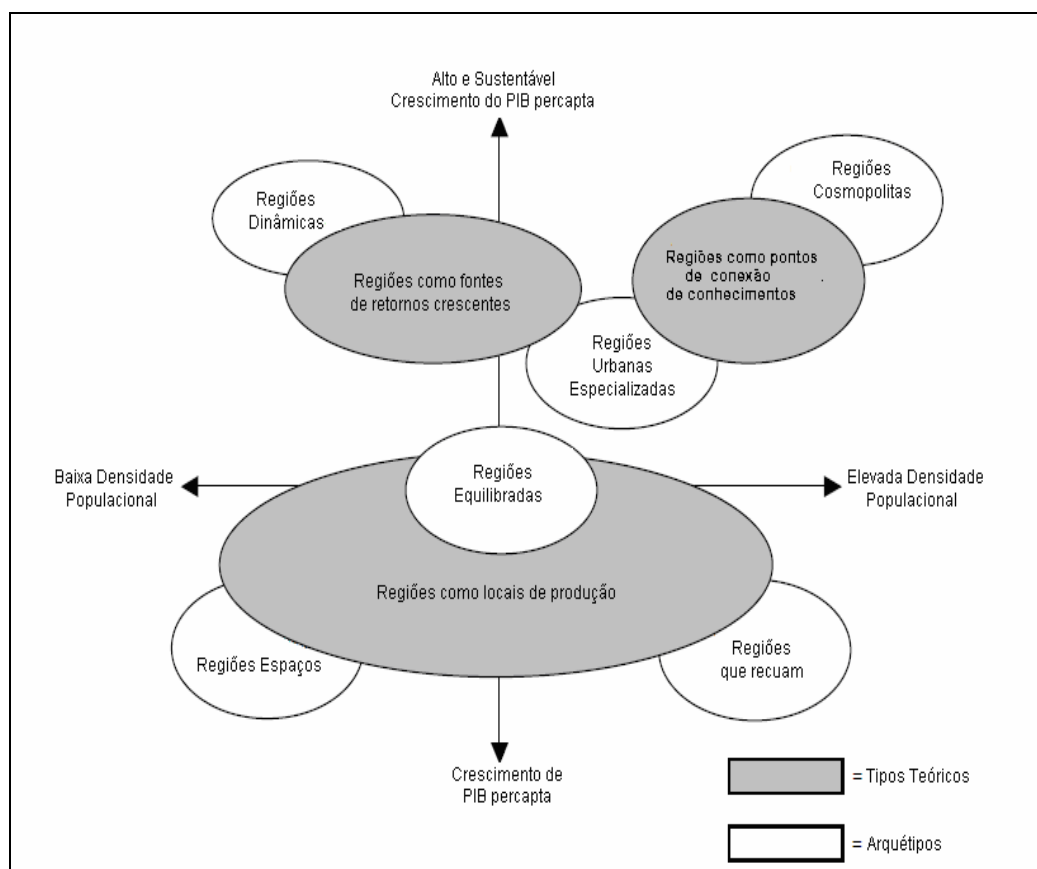 Alto e Sustentável
Crescimento do PIB percapta
Regiões
Dinâmicas
Regiões
Cosmopolitas
Regiões como fontes
de retornos crescentes
Regiões como pontos
de conexão
de conhecimentos
Regiões
Urbanas
Especializadas
Baixa Densidade
Populacional
Regiões
Equilibradas
Elevada Densidade
Populacional
Regiões como locais de produção
Regiões Espaços
Regiões
que recuam
Crescimento de
PIB percapta
= Tipos Teóricos
= Arquétipos